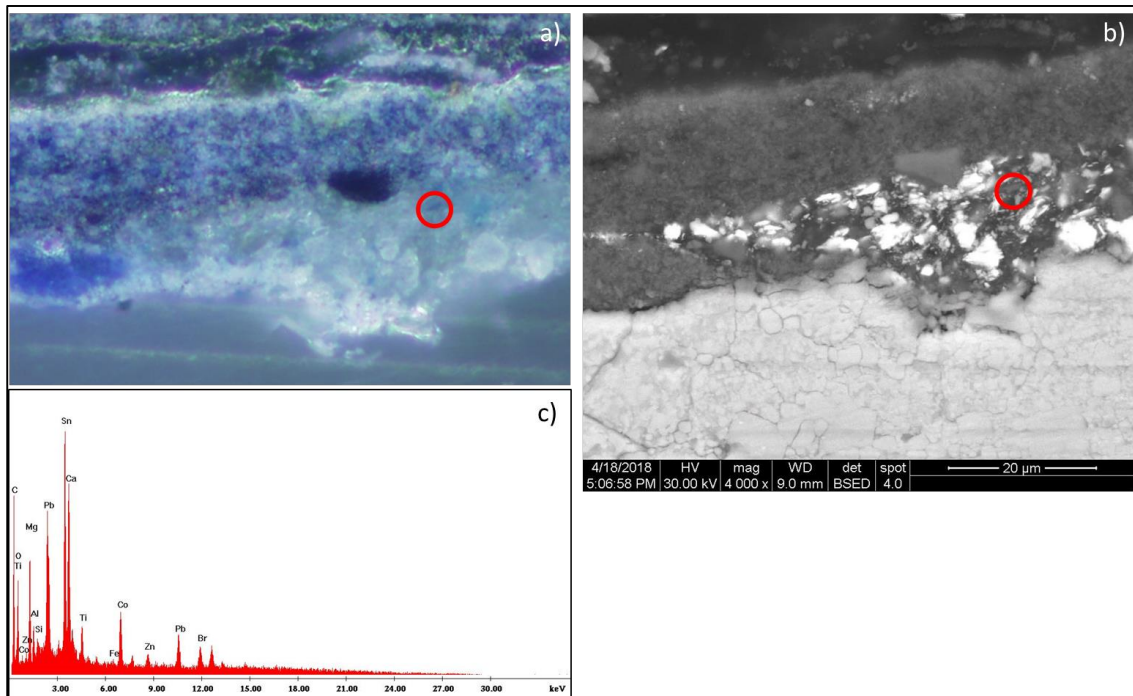 a)
b)
4/18/2018 HV mag WD det spot 20 µm
5:06:58 PM 30.00 kV 4 000 x 9.0 mm BSED 4.0
c)
Sn
Ca
C
Pb
Mg
O
Ti
Al
Si
Zn
Co
Co
Ti
Fe
Zn
Pb
Br
3.00 6.00 9.00 12.00 15.00 18.00 21.00 24.00 27.00 30.00 keV